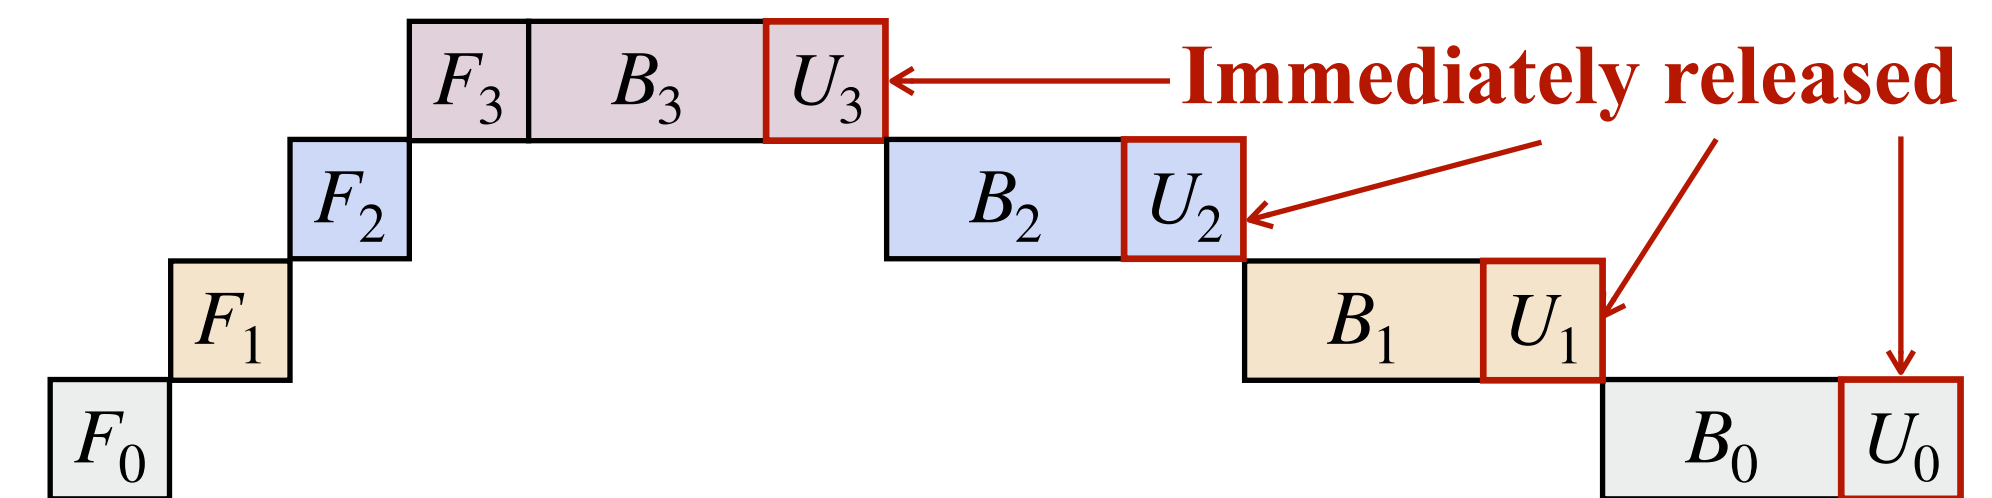 F₃ B₃ U₃ Immediately released
F₂ B₂ U₂
F₁ B₁ U₁
F₀ B₀ U₀